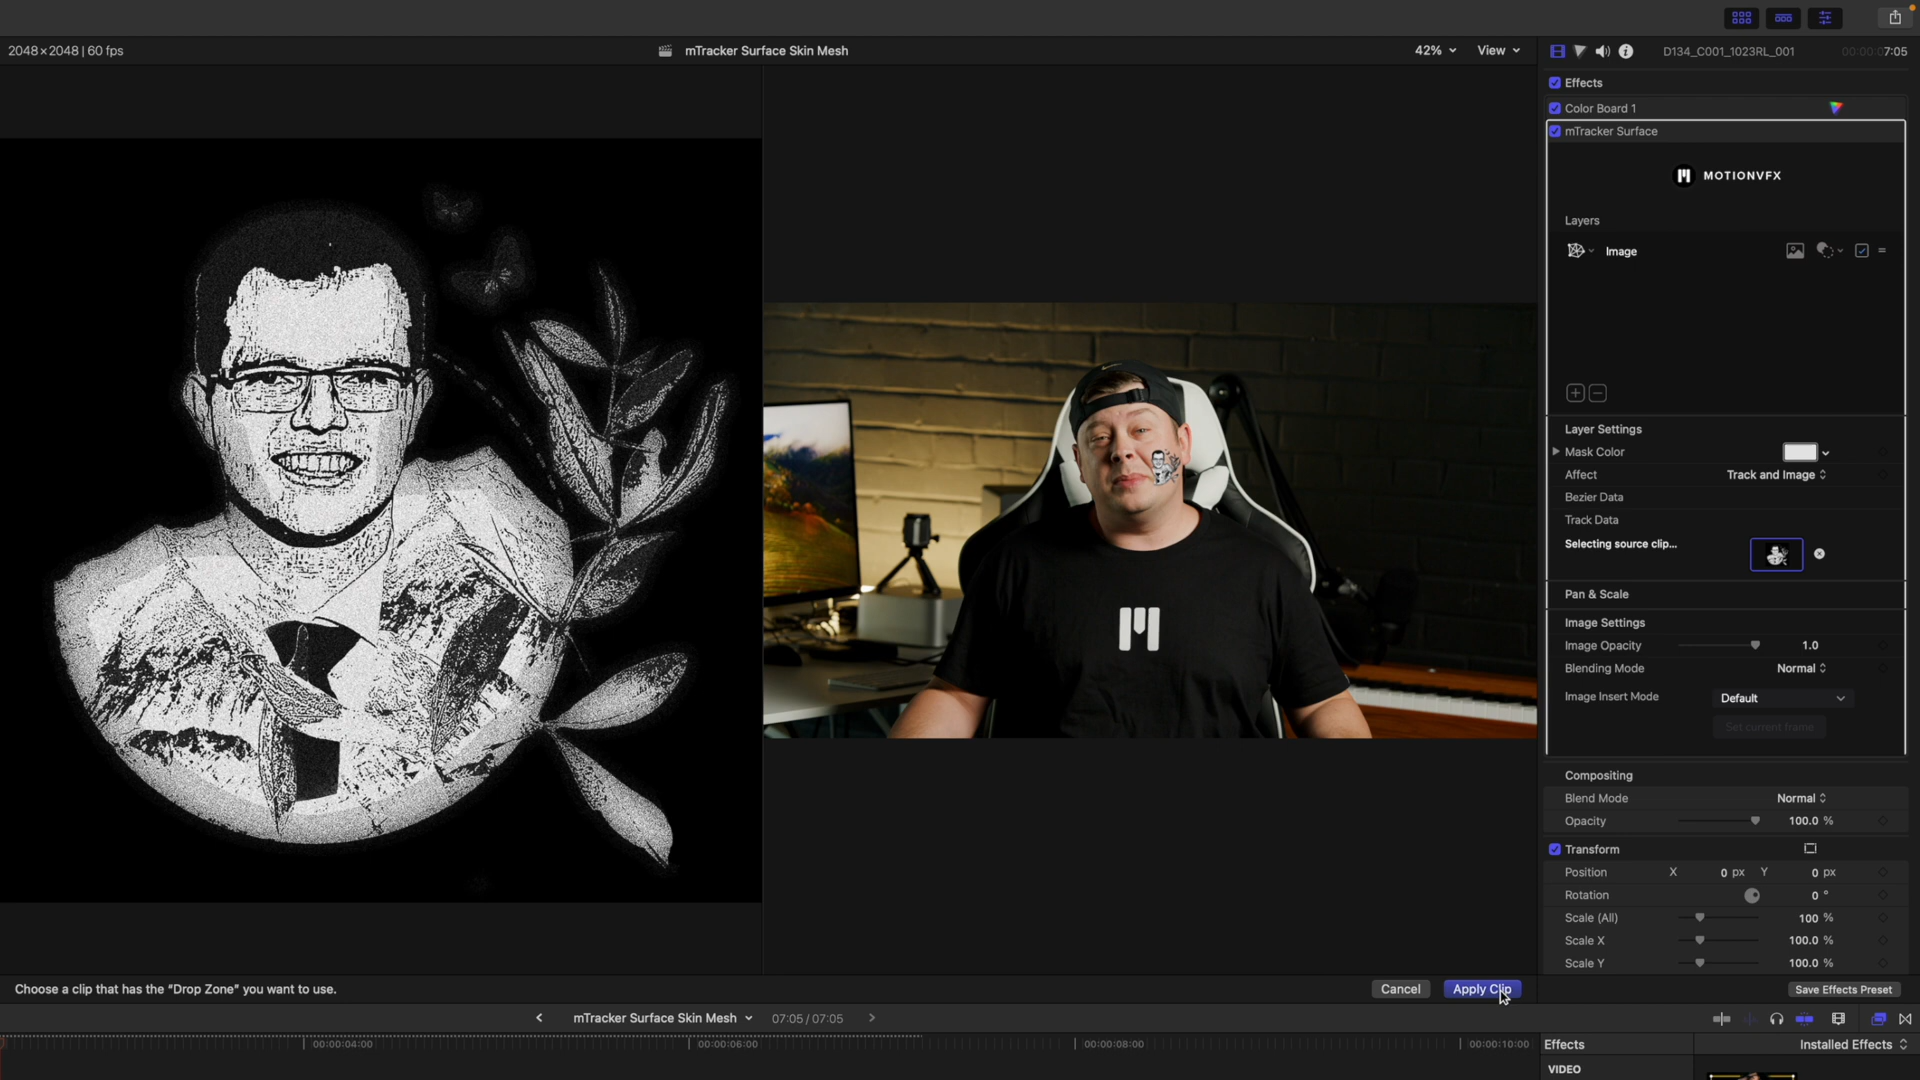 2048×2048 | 60 fps
mTracker Surface Skin Mesh
42%
View
D134_C001_1023RL_001
00:00:07:05
Effects
Color Board 1
mTracker Surface
MOTIONVFX
Layers
Image
Layer Settings
Mask Color
Affect
Track and Image
Bezier Data
Track Data
Selecting source clip...
Pan & Scale
Image Settings
Image Opacity
1.0
Blending Mode
Normal
Image Insert Mode
Default
Set current frame
Compositing
Blend Mode
Normal
Opacity
100.0 %
Transform
Position X 0 px Y 0 px
Rotation
0 °
Scale (All)
100 %
Scale X
100.0 %
Scale Y
100.0 %
Choose a clip that has the “Drop Zone” you want to use.
Cancel
Apply Clip
Save Effects Preset
mTracker Surface Skin Mesh
07:05 / 07:05
00:00:04:00
00:00:06:00
00:00:08:00
00:00:10:00
Effects
Installed Effects
VIDEO